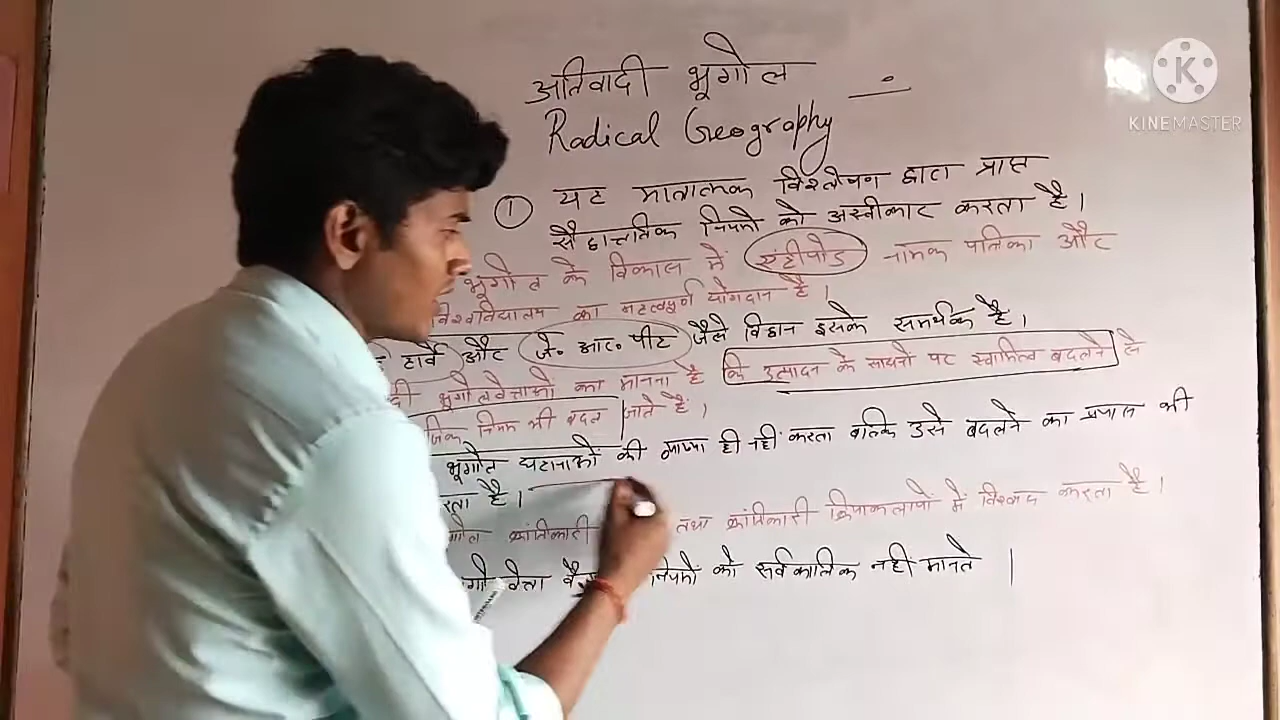 अतिवादी भूगोल
Radical Geography
KINEMASTER
① यह मात्रात्मक विश्लेषण द्वारा प्राप्त
सैद्धान्ततिक नियमों को अस्वीकार करता है।
भूगोल के विकास में एंटीपोड नामक पत्रिका और
विश्वविद्यालय का महत्वपूर्ण योगदान है।
हार्वे और जे॰ आर॰ पीट जैसे विद्वान इसके समर्थक है।
भूगोलवेत्ताओ का मानना है कि उत्पादन के साधनो पर स्वामित्व बदलने से
नियम भी बदल जाते है।
भूगोल घटानाओ की व्याख्या ही नहीं करता बल्कि उसे बदलने का प्रयास भी
है।
क्रांतिकारी तथा क्रांतिकारी क्रियाकलापों में विश्वास करता है।
नियमो को सर्वकालिक नहीं मानते |